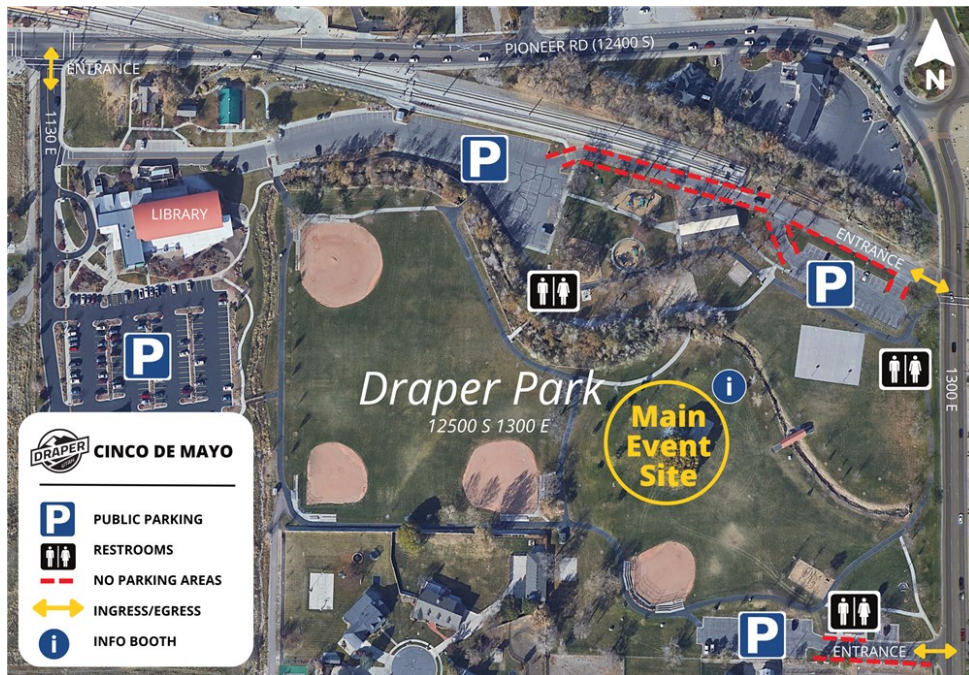 PIONEER RD (12400 S)
N
ENTRANCE
1130 E
P
LIBRARY
ENTRANCE
P
P
1300 E
i
Draper Park
12500 S 1300 E
Main
Event
Site
DRAPER
UTAH
CINCO DE MAYO
P PUBLIC PARKING
RESTROOMS
NO PARKING AREAS
INGRESS/EGRESS
i INFO BOOTH
P
P
ENTRANCE